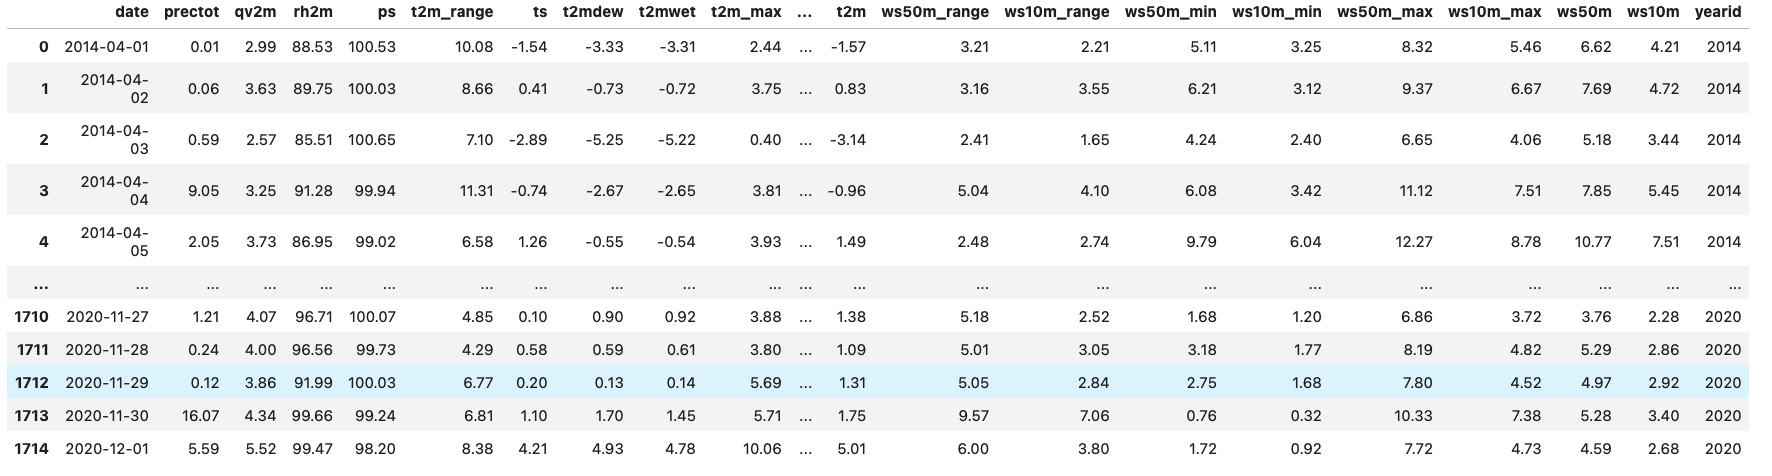 date prectot qv2m rh2m ps t2m_range ts t2mdew t2mwet t2m_max ... t2m ws50m_range ws10m_range ws50m_min ws10m_min ws50m_max ws10m_max ws50m ws10m yearid
0 2014-04-01 0.01 2.99 88.53 100.53 10.08 -1.54 -3.33 -3.31 2.44 ... -1.57 3.21 2.21 5.11 3.25 8.32 5.46 6.62 4.21 2014
1 2014-04-
02 0.06 3.63 89.75 100.03 8.66 0.41 -0.73 -0.72 3.75 ... 0.83 3.16 3.55 6.21 3.12 9.37 6.67 7.69 4.72 2014
2 2014-04-
03 0.59 2.57 85.51 100.65 7.10 -2.89 -5.25 -5.22 0.40 ... -3.14 2.41 1.65 4.24 2.40 6.65 4.06 5.18 3.44 2014
3 2014-04-
04 9.05 3.25 91.28 99.94 11.31 -0.74 -2.67 -2.65 3.81 ... -0.96 5.04 4.10 6.08 3.42 11.12 7.51 7.85 5.45 2014
4 2014-04-
05 2.05 3.73 86.95 99.02 6.58 1.26 -0.55 -0.54 3.93 ... 1.49 2.48 2.74 9.79 6.04 12.27 8.78 10.77 7.51 2014
... ... ... ... ... ... ... ... ... ... ... ... ... ... ... ... ... ... ... ... ... ...
1710 2020-11-27 1.21 4.07 96.71 100.07 4.85 0.10 0.90 0.92 3.88 ... 1.38 5.18 2.52 1.68 1.20 6.86 3.72 3.76 2.28 2020
1711 2020-11-28 0.24 4.00 96.56 99.73 4.29 0.58 0.59 0.61 3.80 ... 1.09 5.01 3.05 3.18 1.77 8.19 4.82 5.29 2.86 2020
1712 2020-11-29 0.12 3.86 91.99 100.03 6.77 0.20 0.13 0.14 5.69 ... 1.31 5.05 2.84 2.75 1.68 7.80 4.52 4.97 2.92 2020
1713 2020-11-30 16.07 4.34 99.66 99.24 6.81 1.10 1.70 1.45 5.71 ... 1.75 9.57 7.06 0.76 0.32 10.33 7.38 5.28 3.40 2020
1714 2020-12-01 5.59 5.52 99.47 98.20 8.38 4.21 4.93 4.78 10.06 ... 5.01 6.00 3.80 1.72 0.92 7.72 4.73 4.59 2.68 2020